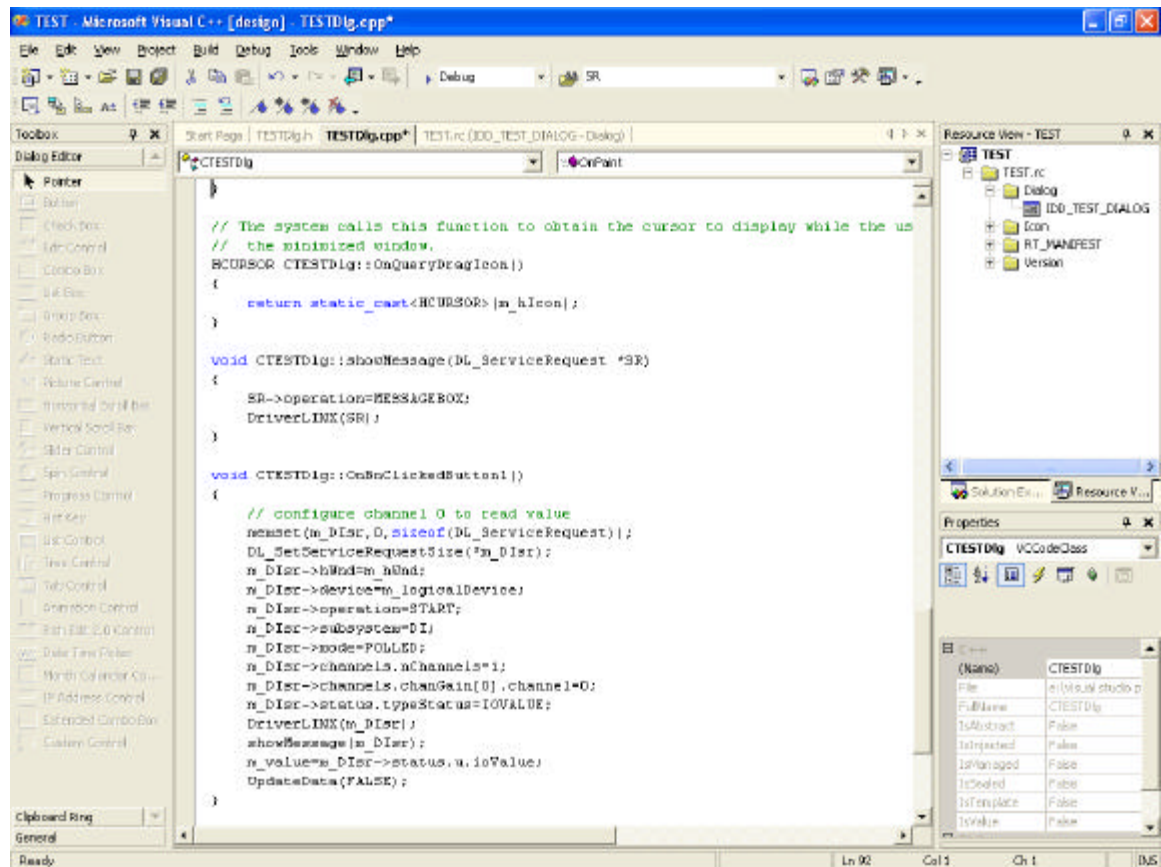 TEST - Microsoft Visual C++ [design] - TESTDlg.cpp*
File Edit View Project Build Debug Tools Window Help
Debug SR
Toolbox
Dialog Editor
Pointer
Button
Check Box
Edit Control
Combo Box
List Box
Group Box
Radio Button
Static Text
Picture Control
Horizontal Scroll Bar
Vertical Scroll Bar
Slider Control
Spin Control
Progress Control
Hot Key
List Control
Tree Control
Tab Control
Animation Control
Rich Edit 2.0 Control
Date Time Picker
Month Calendar Co...
IP Address Control
Extended Combo Box
Custom Control
Clipboard Ring
General
Start Page TESTDlg.h TESTDlg.cpp* TEST.rc (IDD_TEST_DIALOG - Dialog)
CTESTDlg OnPaint
}
// The system calls this function to obtain the cursor to display while the us
//  the minimized window.
HCURSOR CTESTDlg::OnQueryDragIcon()
{
return static_cast<HCURSOR>(m_hIcon);
}
void CTESTDlg::showMessage(DL_ServiceRequest *SR)
{
SR->operation=MESSAGEBOX;
DriverLINX(SR);
}
void CTESTDlg::OnBnClickedButton1()
{
// configure channel 0 to read value
memset(m_DIsr,0,sizeof(DL_ServiceRequest));
DL_SetServiceRequestSize(*m_DIsr);
m_DIsr->hWnd=m_hWnd;
m_DIsr->device=m_logicalDevice;
m_DIsr->operation=START;
m_DIsr->subsystem=DI;
m_DIsr->mode=POLLED;
m_DIsr->channels.nChannels=1;
m_DIsr->channels.chanGain[0].channel=0;
m_DIsr->status.typeStatus=IOVALUE;
DriverLINX(m_DIsr);
showMessage(m_DIsr);
m_value=m_DIsr->status.u.ioValue;
UpdateData(FALSE);
}
Resource View - TEST
TEST
TEST.rc
Dialog
IDD_TEST_DIALOG
Icon
RT_MANIFEST
Version
Solution Ex... Resource V...
Properties
CTESTDlg VCCodeClass
C++
(Name) CTESTDlg
File e:\visual studio p
FullName CTESTDlg
IsAbstract False
IsInjected False
IsManaged False
IsSealed False
IsTemplate False
IsValue False
Ready Ln 92 Col 1 Ch 1 INS